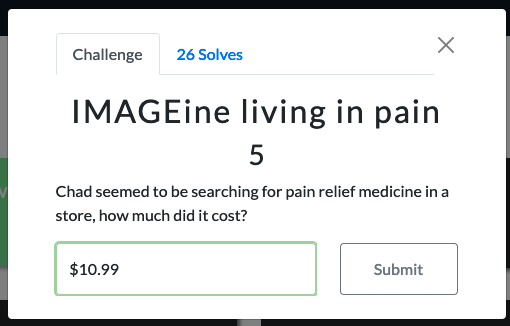 Challenge
26 Solves
IMAGEine living in pain
5
Chad seemed to be searching for pain relief medicine in a
store, how much did it cost?
$10.99
Submit